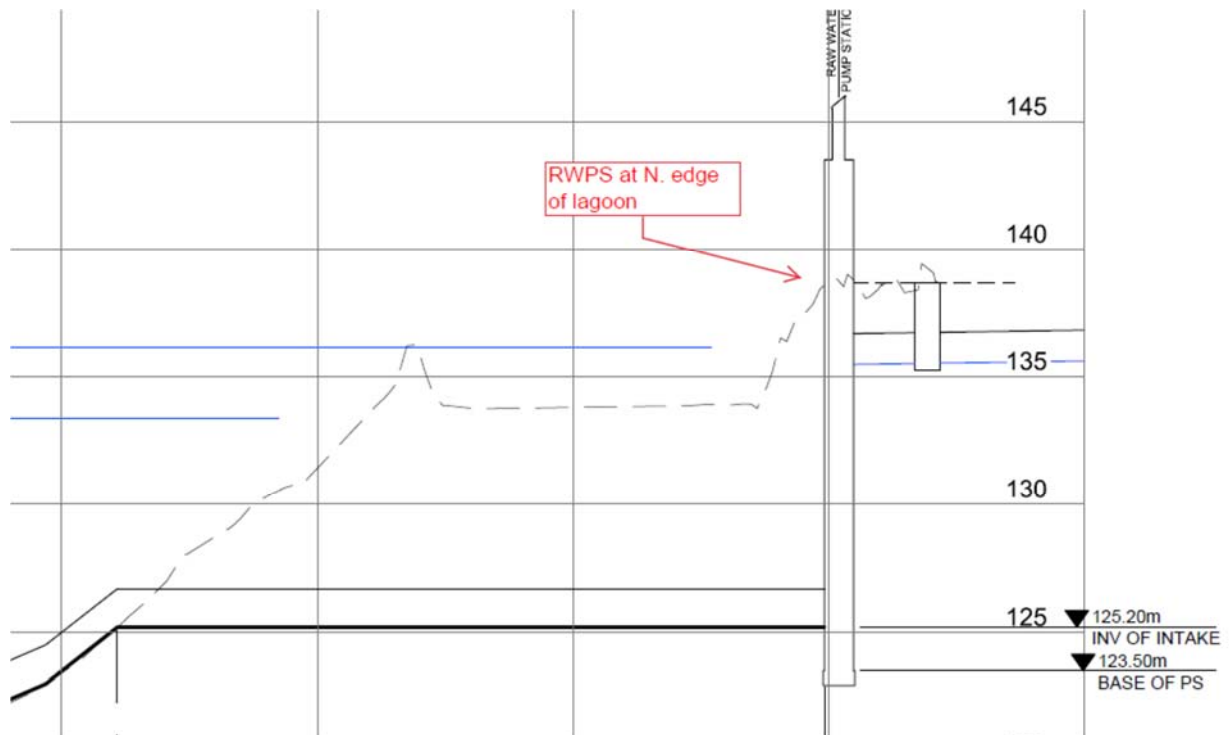 RAW WATE
PUMP STATIC
145
RWPS at N. edge
of lagoon
140
135
130
125
125.20m
INV OF INTAKE
123.50m
BASE OF PS